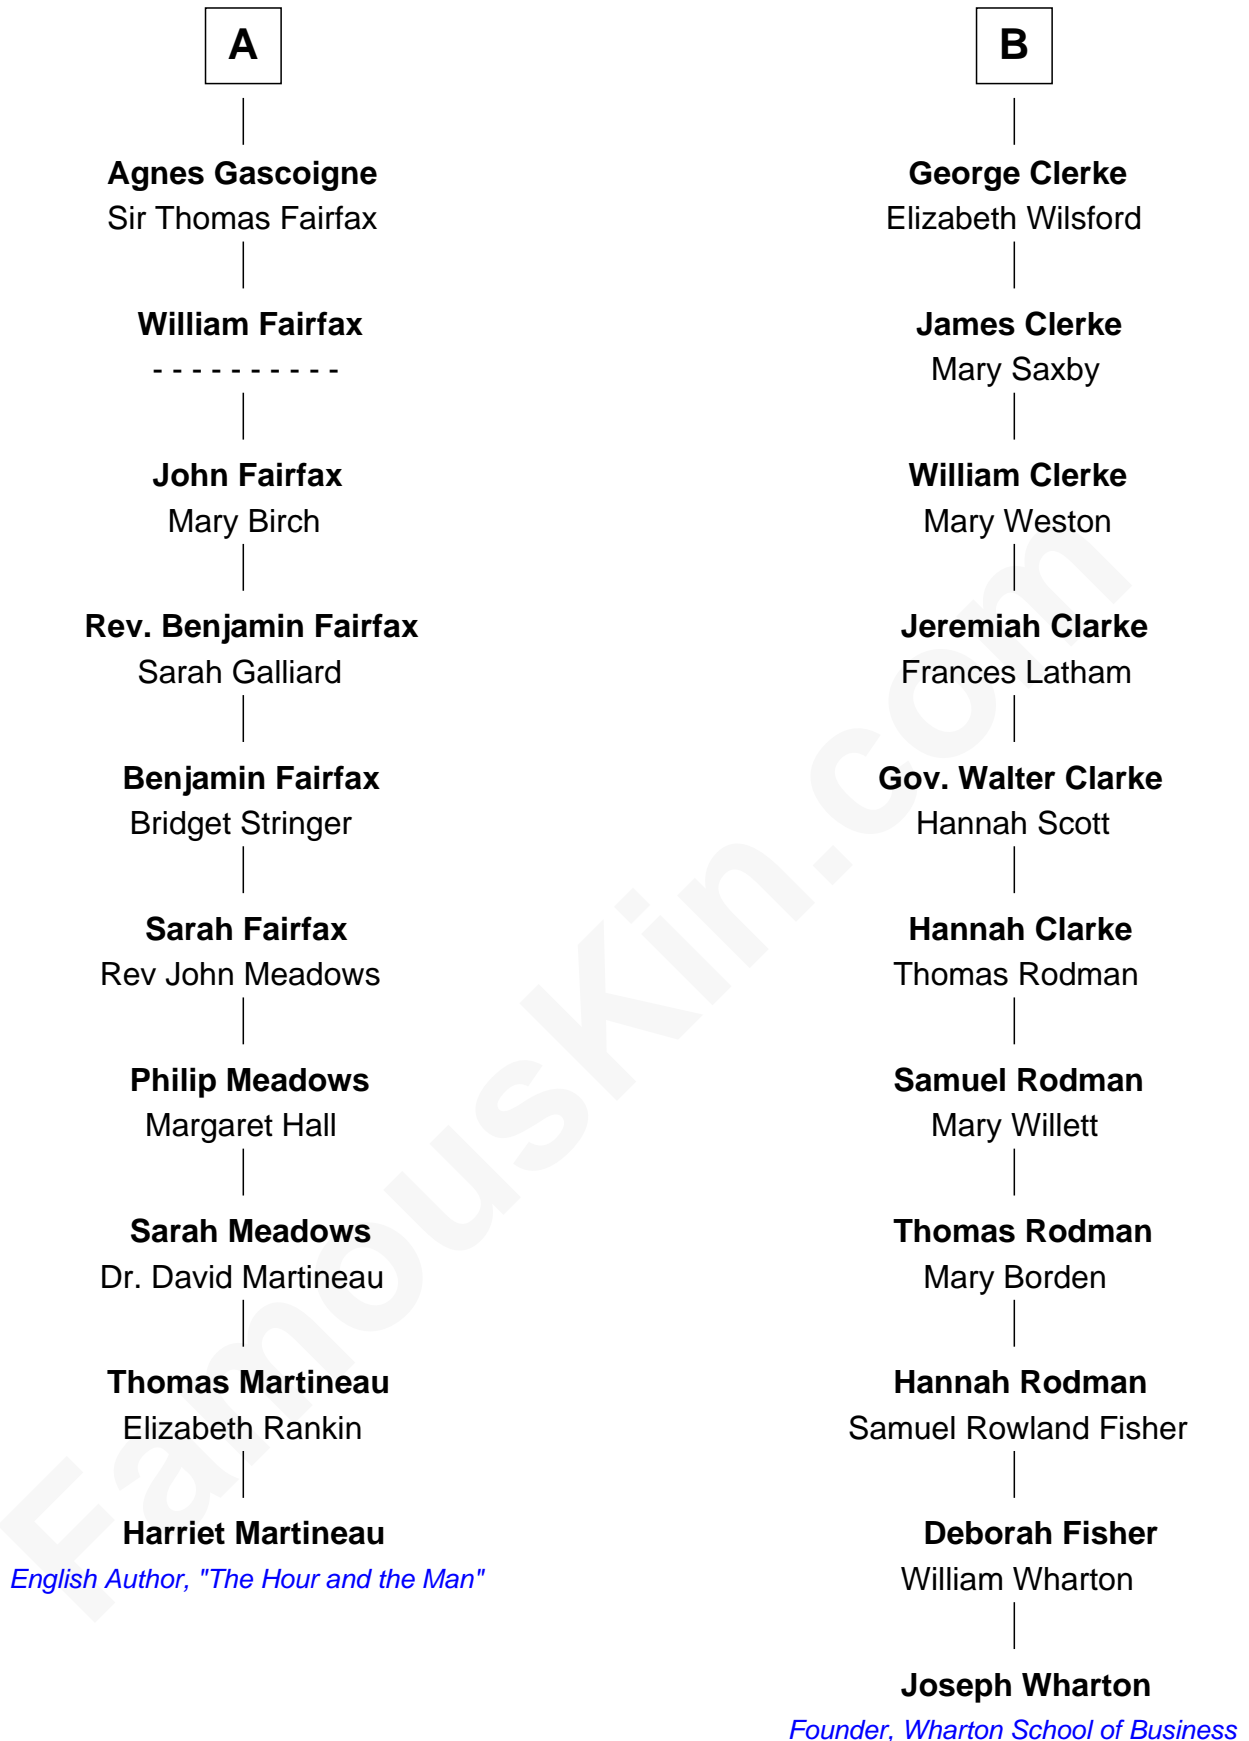 A
Agnes Gascoigne
Sir Thomas Fairfax
William Fairfax
- - - - - - - - - -
John Fairfax
Mary Birch
Rev. Benjamin Fairfax
Sarah Galliard
Benjamin Fairfax
Bridget Stringer
Sarah Fairfax
Rev John Meadows
Philip Meadows
Margaret Hall
Sarah Meadows
Dr. David Martineau
Thomas Martineau
Elizabeth Rankin
Harriet Martineau
English Author, "The Hour and the Man"
B
George Clerke
Elizabeth Wilsford
James Clerke
Mary Saxby
William Clerke
Mary Weston
Jeremiah Clarke
Frances Latham
Gov. Walter Clarke
Hannah Scott
Hannah Clarke
Thomas Rodman
Samuel Rodman
Mary Willett
Thomas Rodman
Mary Borden
Hannah Rodman
Samuel Rowland Fisher
Deborah Fisher
William Wharton
Joseph Wharton
Founder, Wharton School of Business
FamousKin.com